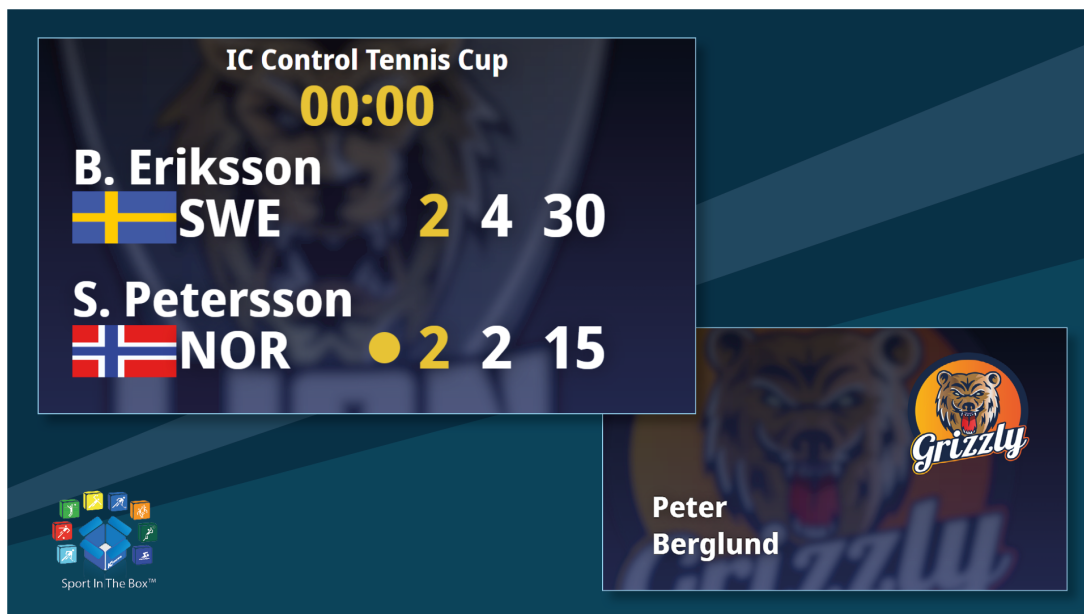 IC Control Tennis Cup
00:00
B. Eriksson
SWE 2 4 30
S. Petersson
NOR 2 2 15
Grizzly
Peter
Berglund
Grizzly
Sport In The Box™